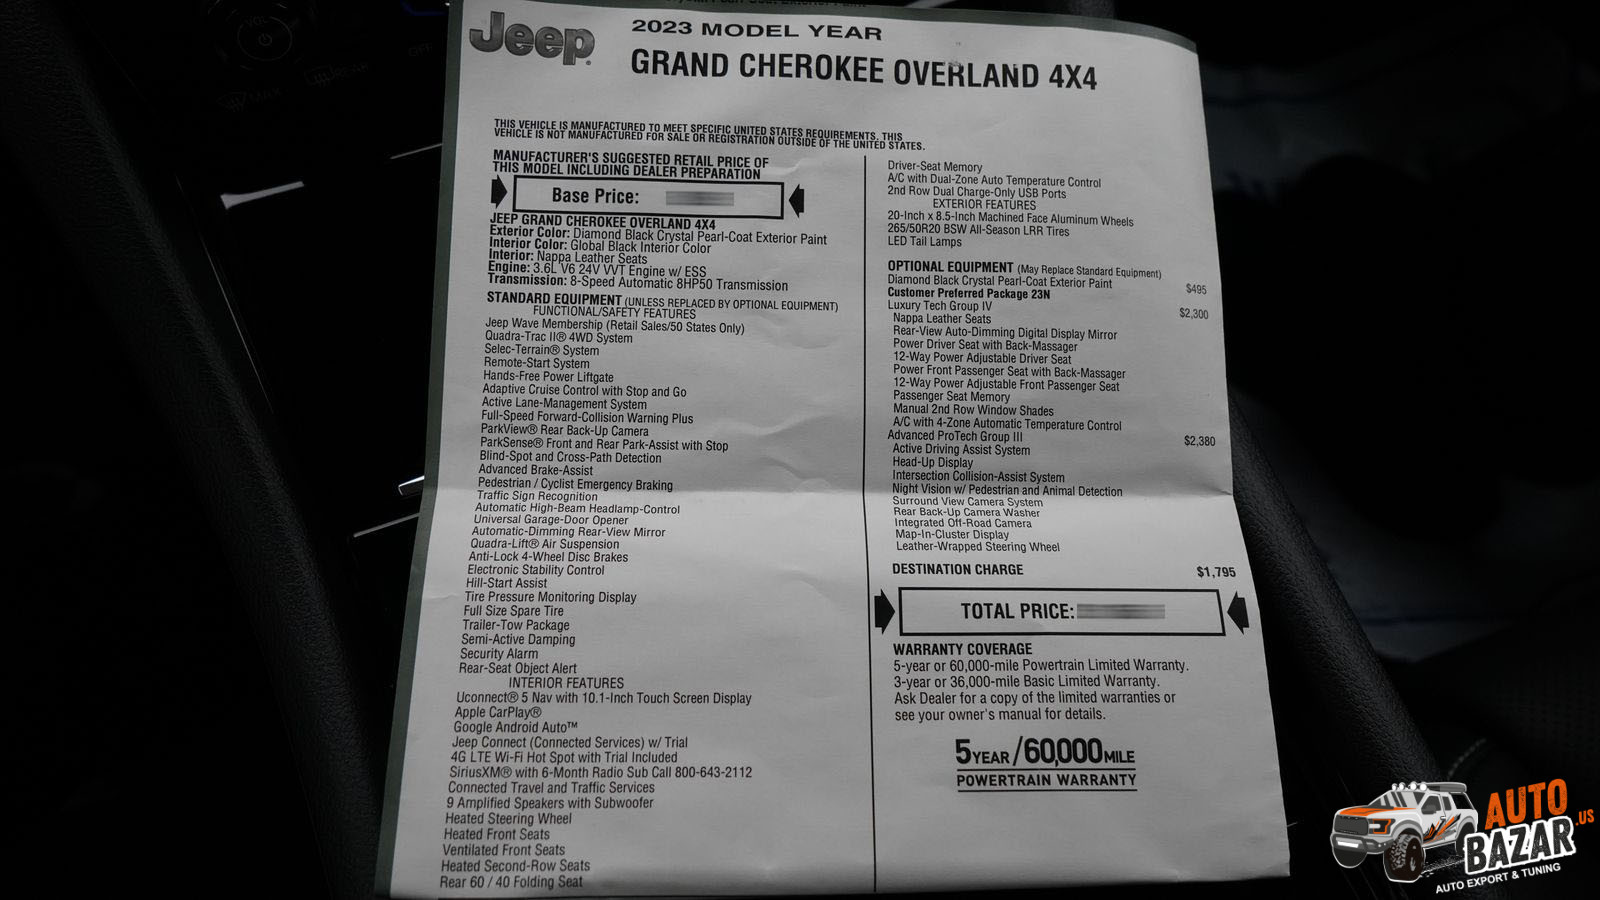 Jeep
2023 MODEL YEAR
GRAND CHEROKEE OVERLAND 4X4
THIS VEHICLE IS MANUFACTURED TO MEET SPECIFIC UNITED STATES REQUIREMENTS. THIS
VEHICLE IS NOT MANUFACTURED FOR SALE OR REGISTRATION OUTSIDE OF THE UNITED STATES.
MANUFACTURER'S SUGGESTED RETAIL PRICE OF
THIS MODEL INCLUDING DEALER PREPARATION
Base Price:
JEEP GRAND CHEROKEE OVERLAND 4X4
Exterior Color: Diamond Black Crystal Pearl-Coat Exterior Paint
Interior Color: Global Black Interior Color
Interior: Nappa Leather Seats
Engine: 3.6L V6 24V VVT Engine w/ ESS
Transmission: 8-Speed Automatic 8HP50 Transmission
STANDARD EQUIPMENT (UNLESS REPLACED BY OPTIONAL EQUIPMENT)
FUNCTIONAL/SAFETY FEATURES
Jeep Wave Membership (Retail Sales/50 States Only)
Quadra-Trac II® 4WD System
Selec-Terrain® System
Remote-Start System
Hands-Free Power Liftgate
Adaptive Cruise Control with Stop and Go
Active Lane-Management System
Full-Speed Forward-Collision Warning Plus
ParkView® Rear Back-Up Camera
ParkSense® Front and Rear Park-Assist with Stop
Blind-Spot and Cross-Path Detection
Advanced Brake-Assist
Pedestrian / Cyclist Emergency Braking
Traffic Sign Recognition
Automatic High-Beam Headlamp-Control
Universal Garage-Door Opener
Automatic-Dimming Rear-View Mirror
Quadra-Lift® Air Suspension
Anti-Lock 4-Wheel Disc Brakes
Electronic Stability Control
Hill-Start Assist
Tire Pressure Monitoring Display
Full Size Spare Tire
Trailer-Tow Package
Semi-Active Damping
Security Alarm
Rear-Seat Object Alert
INTERIOR FEATURES
Uconnect® 5 Nav with 10.1-Inch Touch Screen Display
Apple CarPlay®
Google Android Auto™
Jeep Connect (Connected Services) w/ Trial
4G LTE Wi-Fi Hot Spot with Trial Included
SiriusXM® with 6-Month Radio Sub Call 800-643-2112
Connected Travel and Traffic Services
9 Amplified Speakers with Subwoofer
Heated Steering Wheel
Heated Front Seats
Ventilated Front Seats
Heated Second-Row Seats
Rear 60 / 40 Folding Seat
Driver-Seat Memory
A/C with Dual-Zone Auto Temperature Control
2nd Row Dual Charge-Only USB Ports
EXTERIOR FEATURES
20-Inch x 8.5-Inch Machined Face Aluminum Wheels
265/50R20 BSW All-Season LRR Tires
LED Tail Lamps
OPTIONAL EQUIPMENT (May Replace Standard Equipment)
Diamond Black Crystal Pearl-Coat Exterior Paint $495
Customer Preferred Package 23N
Luxury Tech Group IV $2,300
Nappa Leather Seats
Rear-View Auto-Dimming Digital Display Mirror
Power Driver Seat with Back-Massager
12-Way Power Adjustable Driver Seat
Power Front Passenger Seat with Back-Massager
12-Way Power Adjustable Front Passenger Seat
Passenger Seat Memory
Manual 2nd Row Window Shades
A/C with 4-Zone Automatic Temperature Control
Advanced ProTech Group III $2,380
Active Driving Assist System
Head-Up Display
Intersection Collision-Assist System
Night Vision w/ Pedestrian and Animal Detection
Surround View Camera System
Rear Back-Up Camera Washer
Integrated Off-Road Camera
Map-In-Cluster Display
Leather-Wrapped Steering Wheel
DESTINATION CHARGE $1,795
TOTAL PRICE:
WARRANTY COVERAGE
5-year or 60,000-mile Powertrain Limited Warranty.
3-year or 36,000-mile Basic Limited Warranty.
Ask Dealer for a copy of the limited warranties or
see your owner's manual for details.
5 YEAR / 60,000 MILE
POWERTRAIN WARRANTY
AUTO
BAZAR.US
AUTO EXPORT & TUNING